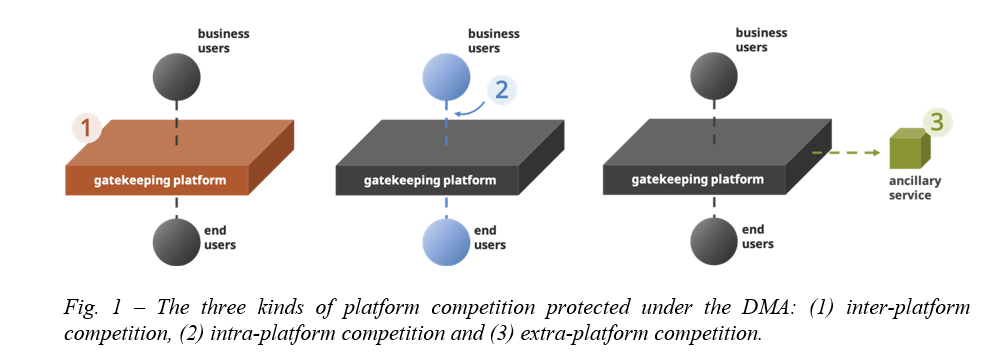 business
users
1
gatekeeping platform
end
users
business
users
2
gatekeeping platform
end
users
business
users
3
gatekeeping platform
ancillary
service
end
users
Fig. 1 – The three kinds of platform competition protected under the DMA: (1) inter-platform
competition, (2) intra-platform competition and (3) extra-platform competition.